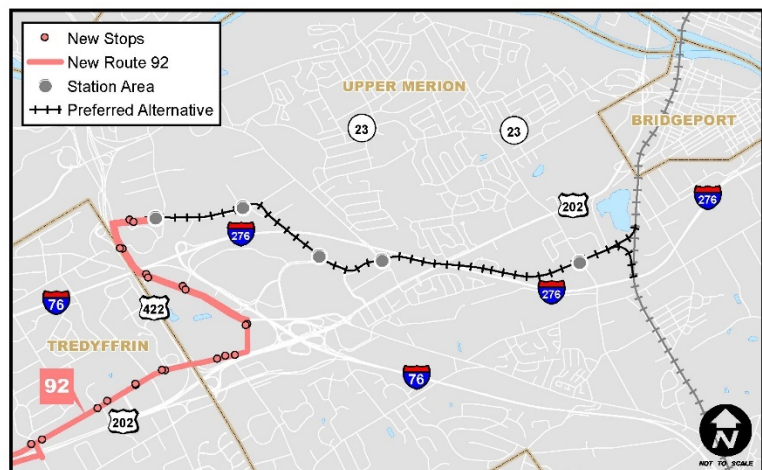 New Stops
New Route 92
Station Area
Preferred Alternative
UPPER MERION
BRIDGEPORT
23
23
202
276
276
76
422
276
TREDYFFRIN
76
92
202
N
NOT TO SCALE